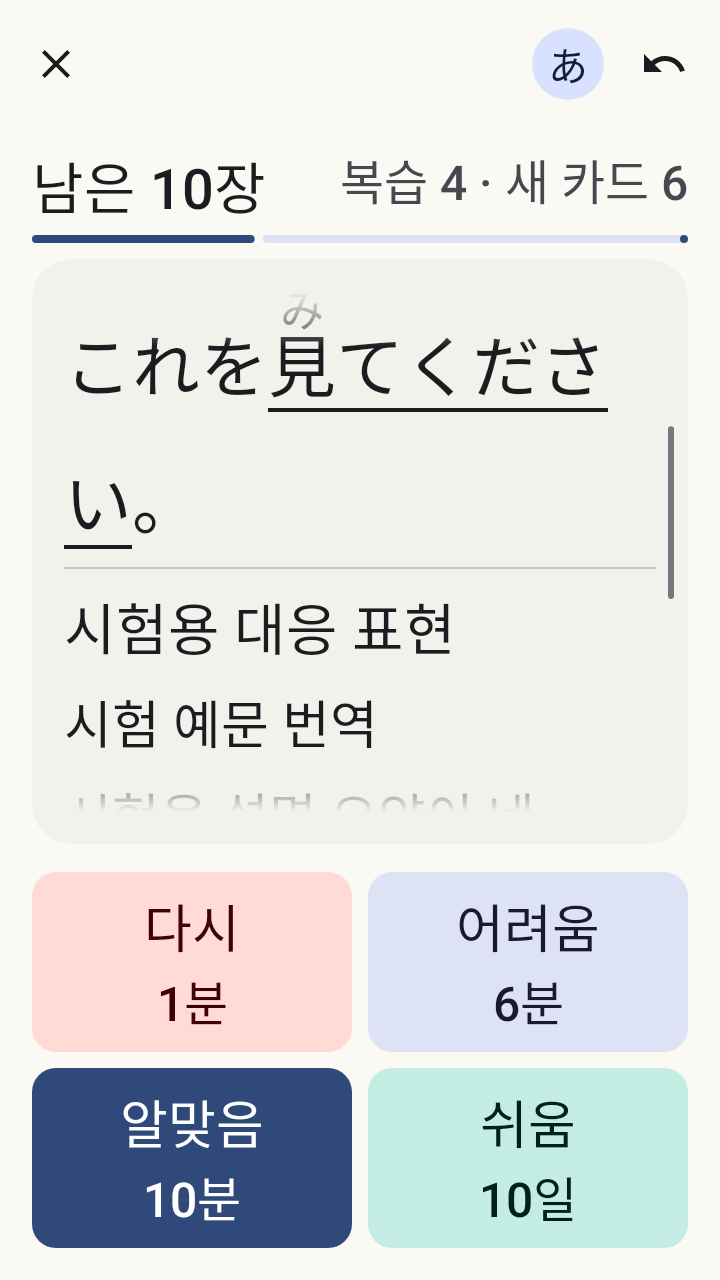 あ
남은 10장
복습 4 · 새 카드 6
み
これを見てくださ
い。
시험용 대응 표현
시험 예문 번역
다시
1분
어려움
6분
알맞음
10분
쉬움
10일